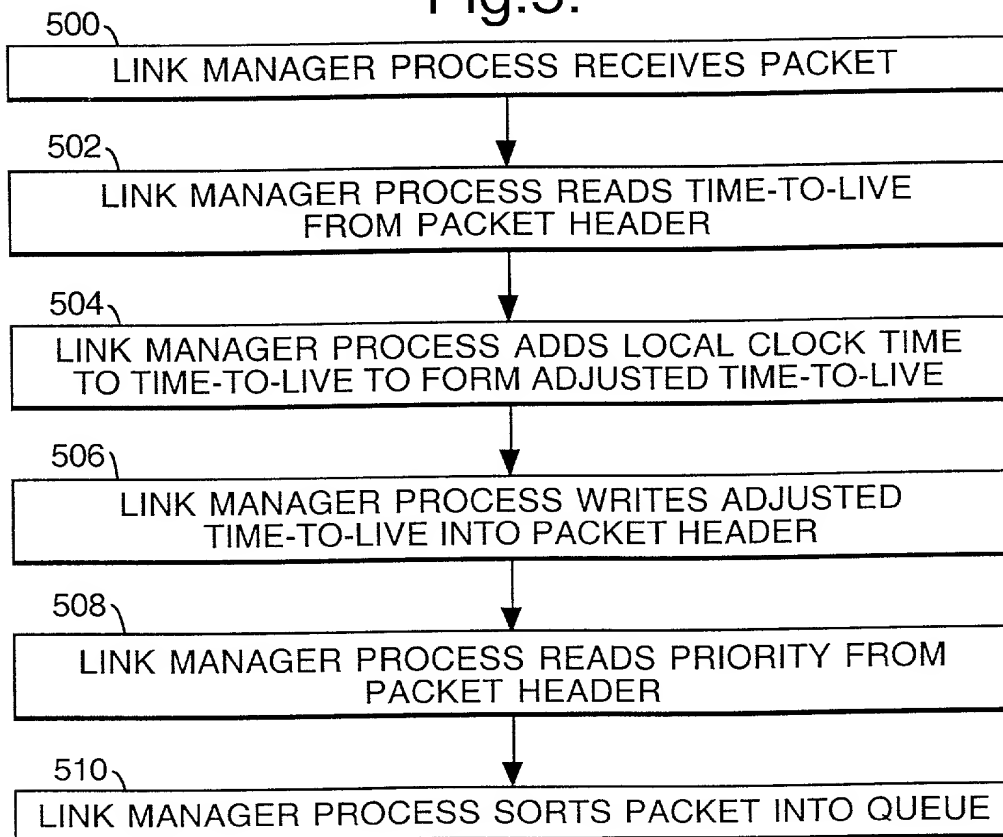 Fig.5.
500
LINK MANAGER PROCESS RECEIVES PACKET
502
LINK MANAGER PROCESS READS TIME-TO-LIVE
FROM PACKET HEADER
504
LINK MANAGER PROCESS ADDS LOCAL CLOCK TIME
TO TIME-TO-LIVE TO FORM ADJUSTED TIME-TO-LIVE
506
LINK MANAGER PROCESS WRITES ADJUSTED
TIME-TO-LIVE INTO PACKET HEADER
508
LINK MANAGER PROCESS READS PRIORITY FROM
PACKET HEADER
510
LINK MANAGER PROCESS SORTS PACKET INTO QUEUE